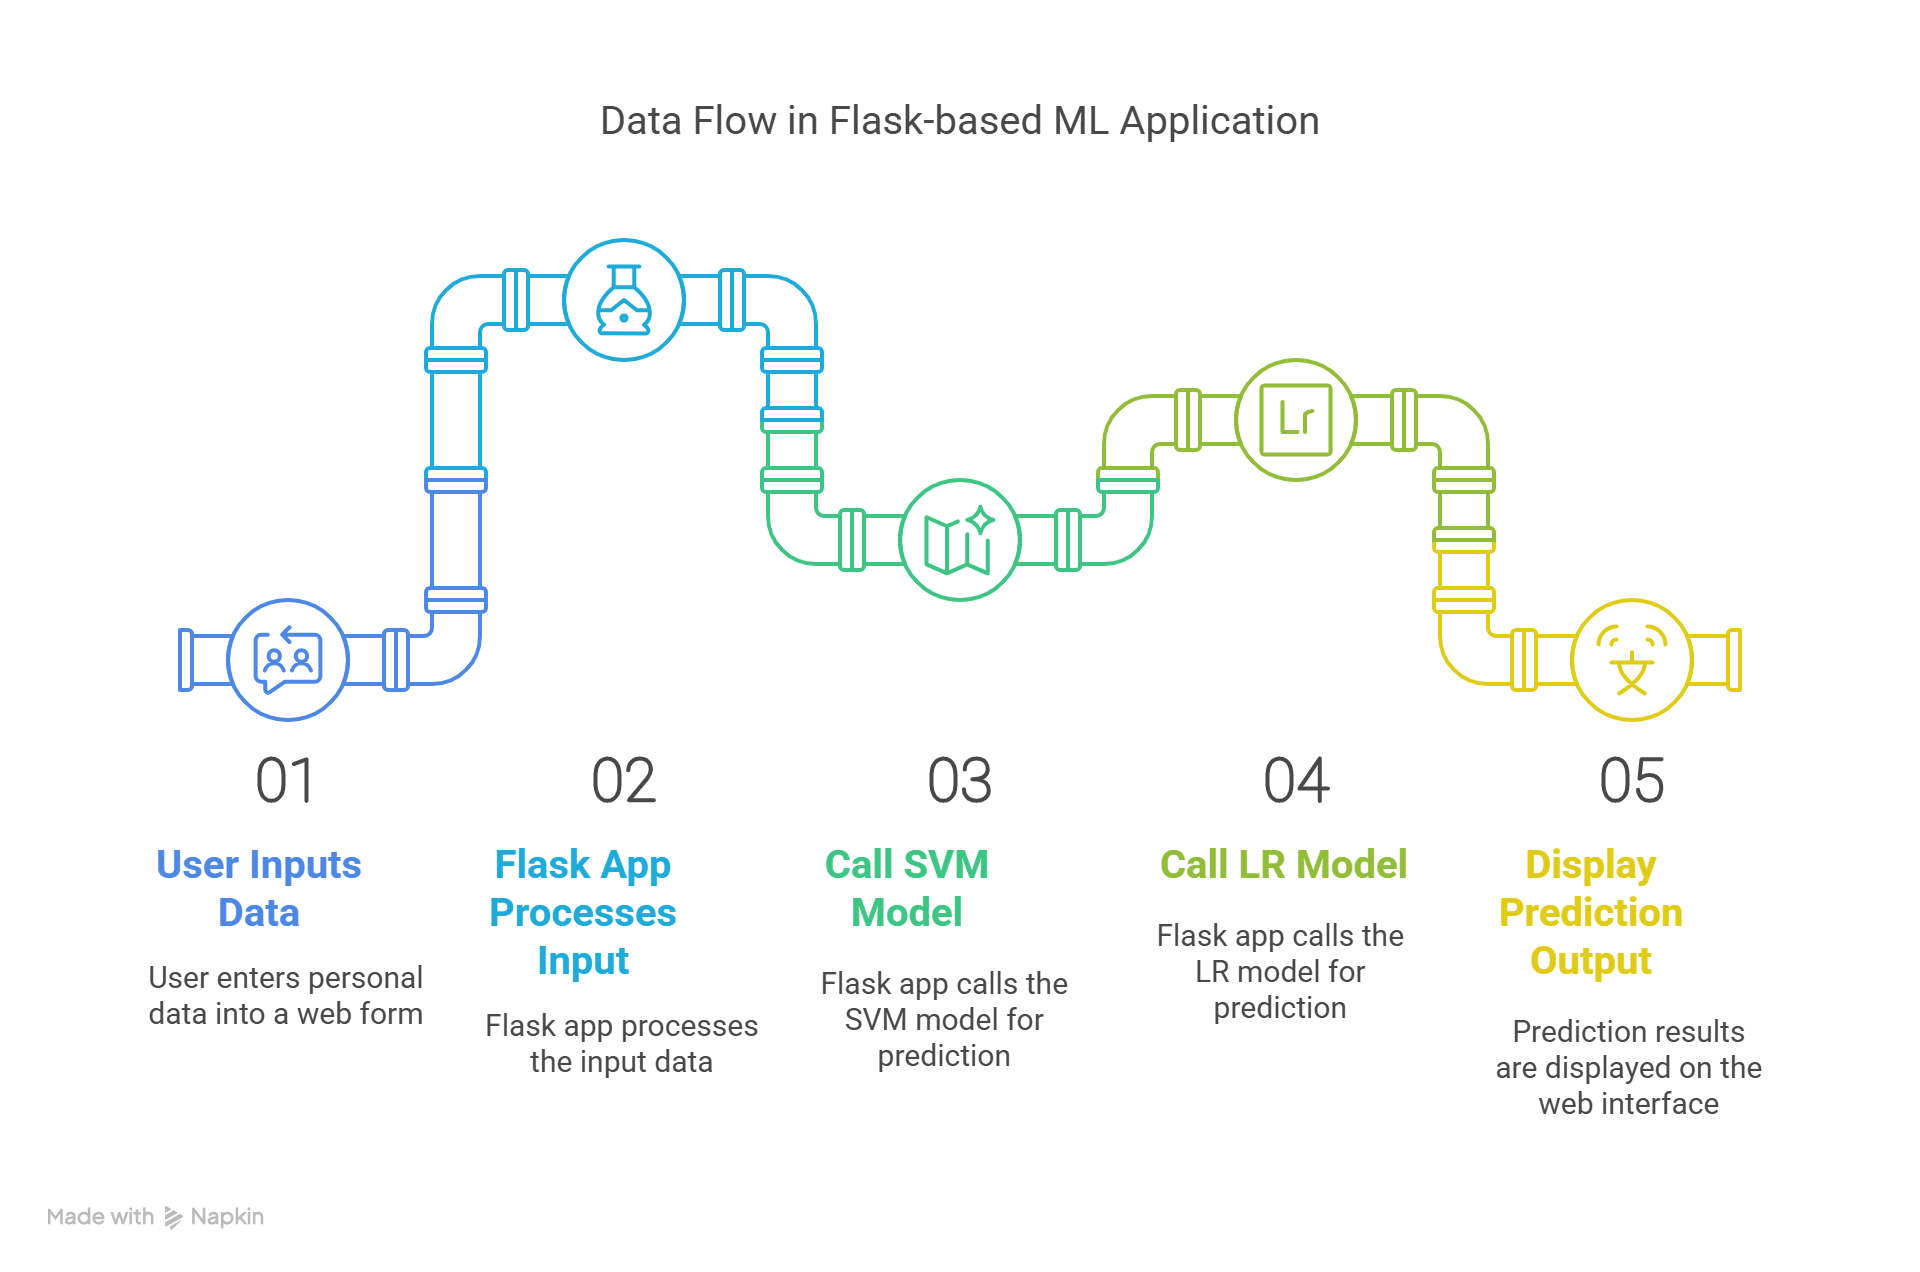 Data Flow in Flask-based ML Application
Lr
文
01
User Inputs
Data
User enters personal
data into a web form
02
Flask App
Processes
Input
Flask app processes
the input data
03
Call SVM
Model
Flask app calls the
SVM model for
prediction
04
Call LR Model
Flask app calls the
LR model for
prediction
05
Display
Prediction
Output
Prediction results
are displayed on the
web interface
Made with Napkin